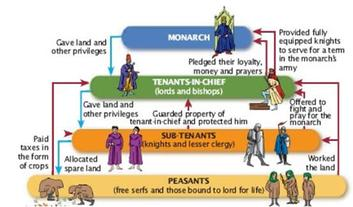 MONARCH
Gave land and
other privileges
Provided fully
equipped knights
to serve for a term
in the monarch's
army
Pledged their loyalty,
money and prayers
TENANTS-IN-CHIEF
(lords and bishops)
Gave land and
other privileges
Guarded property of
tenant-in-chief and protected him
Offered to
fight and
pray for the
monarch
SUB-TENANTS
(knights and lesser clergy)
Paid
taxes in the
form of
crops
Allocated
spare land
Worked
the land
PEASANTS
(free serfs and those bound to lord for life)